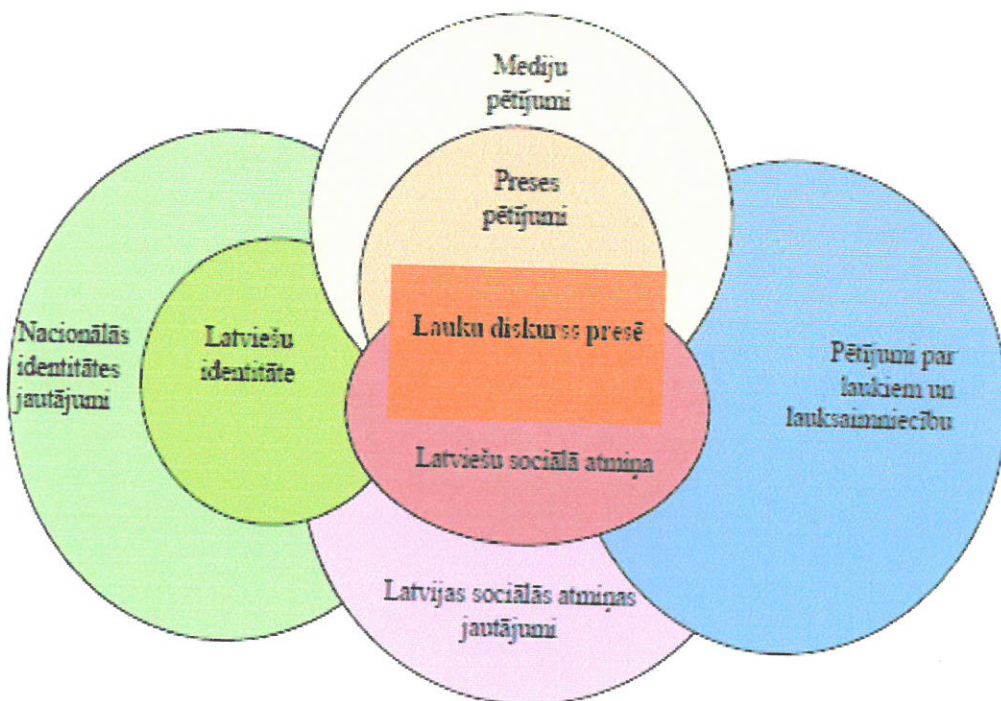 Mediju
pētījumi
Preses
pētījumi
Lauku diskurss presē
Nacionālās
identitātes
jautājumi
Latviešu
identitāte
Pētījumi par
laukiem un
lauksaimniecību
Latviešu sociālā atmiņa
Latvijas sociālās atmiņas
jautājumi